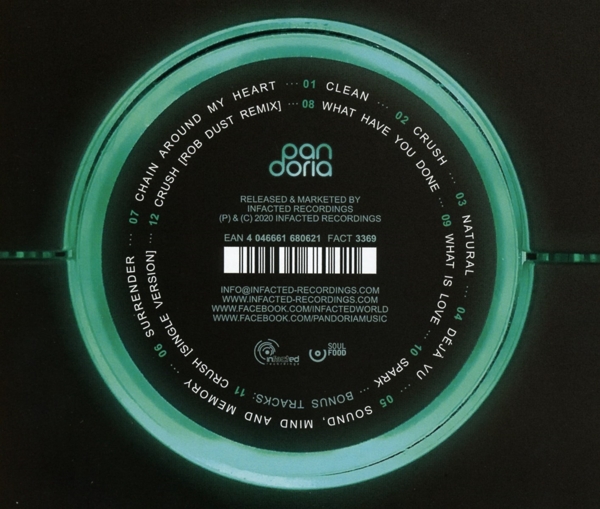 01 CLEAN ...
02 CRUSH ...
03 NATURAL ...
04 DÉJÀ VU ...
05 SOUND, MIND AND MEMORY ...
06 SURRENDER ...
07 CHAIN AROUND MY HEART ...
08 WHAT HAVE YOU DONE ...
09 WHAT IS LOVE ...
10 SPARK ...
BONUS TRACKS:
11 CRUSH [SINGLE VERSION] ...
12 CRUSH [ROB DUST REMIX] ...
pan
doria
RELEASED & MARKETED BY
INFACTED RECORDINGS
(P) & (C) 2020 INFACTED RECORDINGS
EAN 4 046661 680621 FACT 3369
INFO@INFACTED-RECORDINGS.COM
WWW.INFACTED-RECORDINGS.COM
WWW.FACEBOOK.COM/INFACTEDWORLD
WWW.FACEBOOK.COM/PANDORIAMUSIC
infacted
recordings
SOUL
FOOD